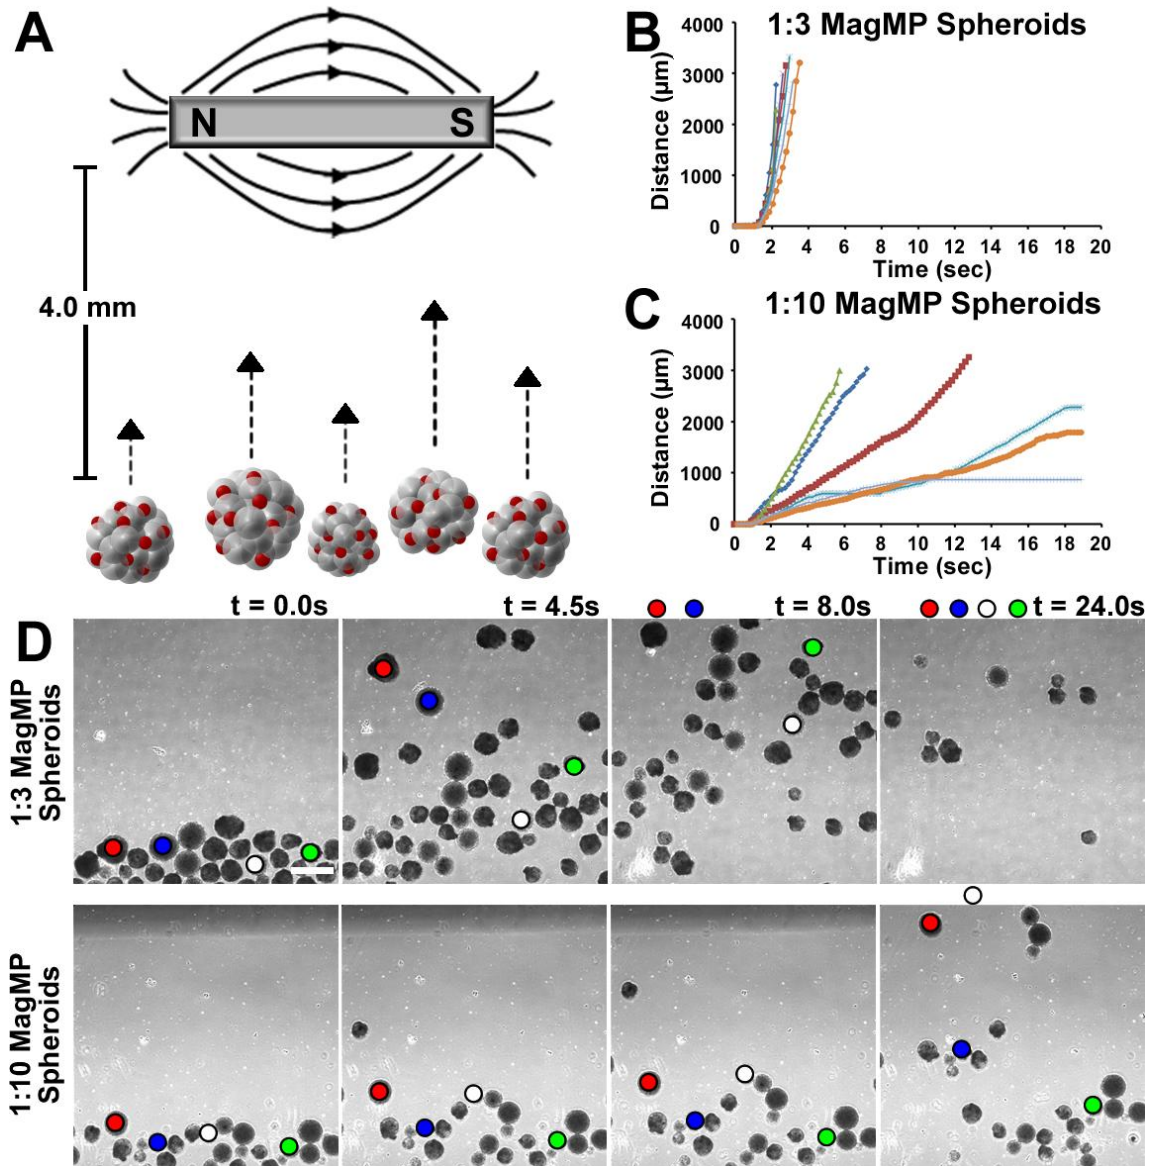 A
N
S
4.0 mm
B
1:3 MagMP Spheroids
Distance (µm)
4000
3000
2000
1000
0
0 2 4 6 8 10 12 14 16 18 20
Time (sec)
C
1:10 MagMP Spheroids
Distance (µm)
4000
3000
2000
1000
0
0 2 4 6 8 10 12 14 16 18 20
Time (sec)
D
t = 0.0s
t = 4.5s
t = 8.0s
t = 24.0s
1:3 MagMP
Spheroids
1:10 MagMP
Spheroids